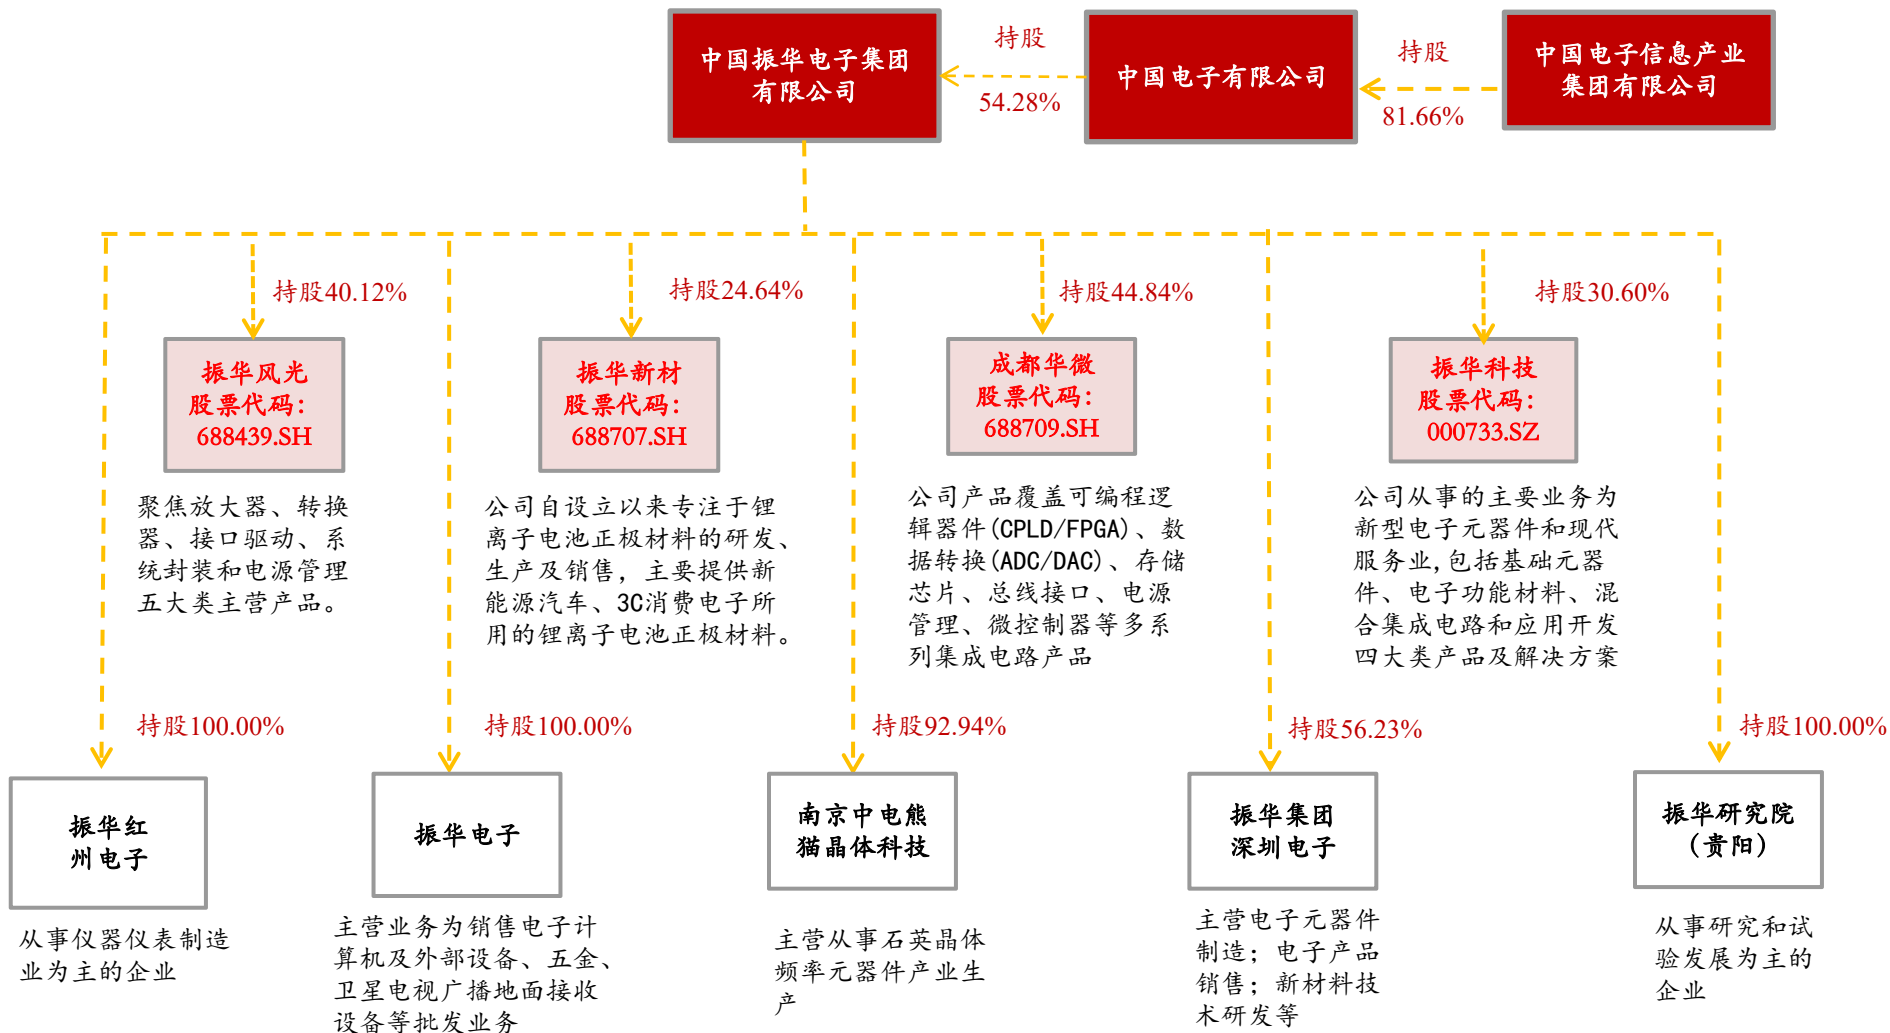 中国振华电子集团
有限公司
持股
54.28%
中国电子有限公司
持股
81.66%
中国电子信息产业
集团有限公司
持股40.12%
持股24.64%
持股44.84%
持股30.60%
振华风光
股票代码：
688439.SH
振华新材
股票代码：
688707.SH
成都华微
股票代码：
688709.SH
振华科技
股票代码：
000733.SZ
聚焦放大器、转换
器、接口驱动、系
统封装和电源管理
五大类主营产品。
公司自设立以来专注于锂
离子电池正极材料的研发、
生产及销售，主要提供新
能源汽车、3C消费电子所
用的锂离子电池正极材料。
公司产品覆盖可编程逻
辑器件(CPLD/FPGA)、数
据转换(ADC/DAC)、存储
芯片、总线接口、电源
管理、微控制器等多系
列集成电路产品
公司从事的主要业务为
新型电子元器件和现代
服务业,包括基础元器
件、电子功能材料、混
合集成电路和应用开发
四大类产品及解决方案
持股100.00%
持股100.00%
持股92.94%
持股56.23%
持股100.00%
振华红
州电子
振华电子
南京中电熊
猫晶体科技
振华集团
深圳电子
振华研究院
（贵阳）
从事仪器仪表制造
业为主的企业
主营业务为销售电子计
算机及外部设备、五金、
卫星电视广播地面接收
设备等批发业务
主营从事石英晶体
频率元器件产业生
产
主营电子元器件
制造；电子产品
销售；新材料技
术研发等
从事研究和试
验发展为主的
企业